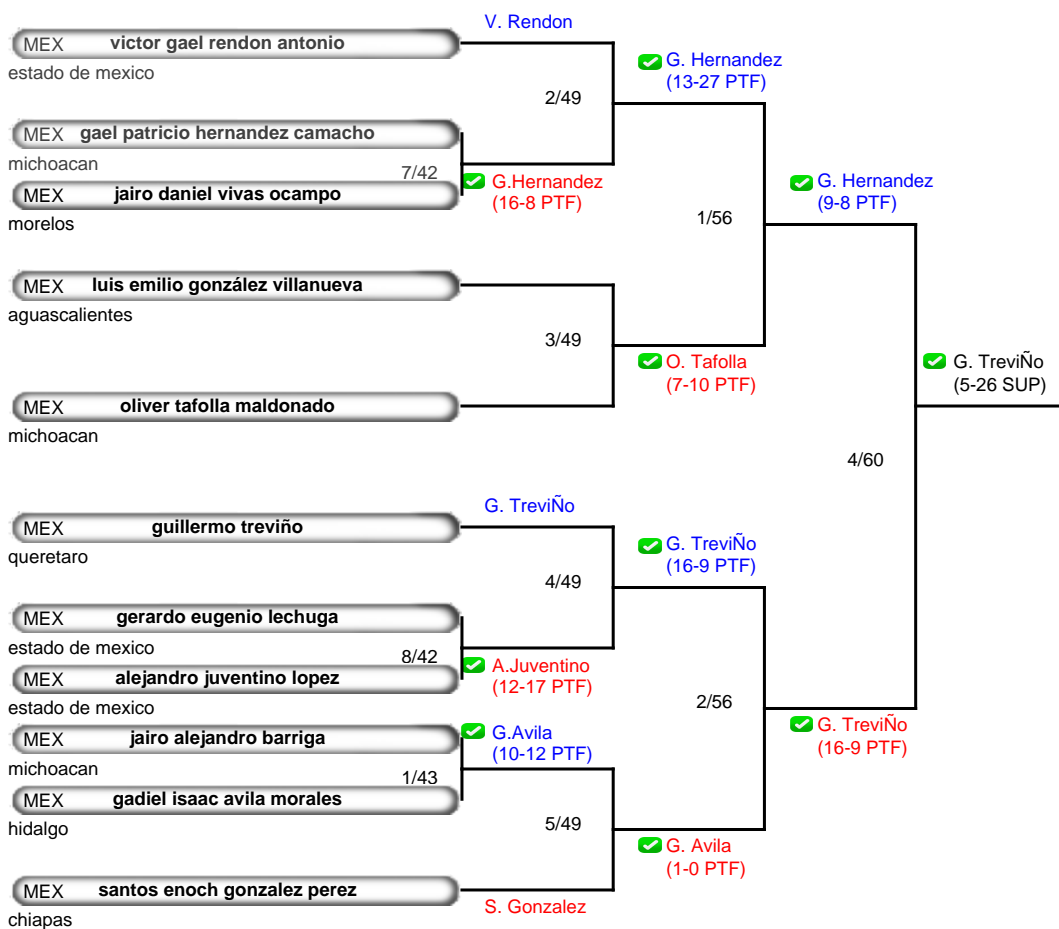 V. Rendon
MEX victor gael rendon antonio
estado de mexico
G. Hernandez
(13-27 PTF)
2/49
MEX gael patricio hernandez camacho
michoacan
7/42
G.Hernandez
(16-8 PTF)
MEX jairo daniel vivas ocampo
morelos
G. Hernandez
(9-8 PTF)
1/56
MEX luis emilio gonzález villanueva
aguascalientes
3/49
O. Tafolla
(7-10 PTF)
G. TreviÑo
(5-26 SUP)
MEX oliver tafolla maldonado
michoacan
4/60
G. TreviÑo
MEX guillermo treviño
queretaro
G. TreviÑo
(16-9 PTF)
4/49
MEX gerardo eugenio lechuga
estado de mexico
8/42
A.Juventino
(12-17 PTF)
MEX alejandro juventino lopez
estado de mexico
2/56
G. TreviÑo
(16-9 PTF)
MEX jairo alejandro barriga
michoacan
G.Avila
(10-12 PTF)
1/43
MEX gadiel isaac avila morales
hidalgo
5/49
G. Avila
(1-0 PTF)
MEX santos enoch gonzalez perez
chiapas
S. Gonzalez